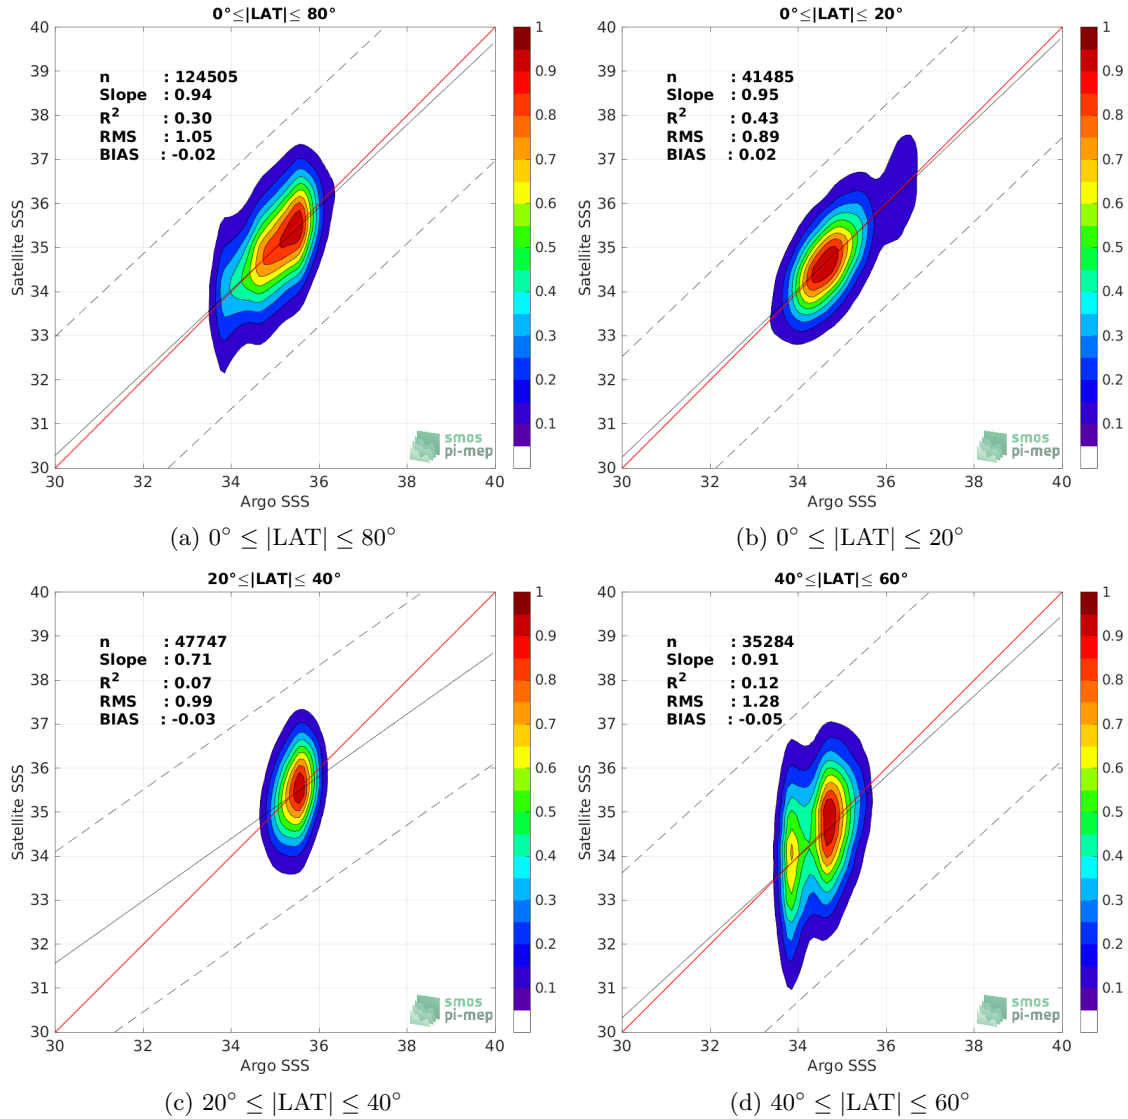 0°≤|LAT|≤ 80°
40
39
38
37
36
35
34
33
32
31
30
Satellite SSS
n : 124505
Slope : 0.94
R2 : 0.30
RMS : 1.05
BIAS : -0.02
smos
pi-mep
30 32 34 36 38 40
Argo SSS
1
0.9
0.8
0.7
0.6
0.5
0.4
0.3
0.2
0.1
(a) 0° ≤ |LAT| ≤ 80°
0°≤|LAT|≤ 20°
40
39
38
37
36
35
34
33
32
31
30
Satellite SSS
n : 41485
Slope : 0.95
R2 : 0.43
RMS : 0.89
BIAS : 0.02
smos
pi-mep
30 32 34 36 38 40
Argo SSS
1
0.9
0.8
0.7
0.6
0.5
0.4
0.3
0.2
0.1
(b) 0° ≤ |LAT| ≤ 20°
20°≤|LAT|≤ 40°
40
39
38
37
36
35
34
33
32
31
30
Satellite SSS
n : 47747
Slope : 0.71
R2 : 0.07
RMS : 0.99
BIAS : -0.03
smos
pi-mep
30 32 34 36 38 40
Argo SSS
1
0.9
0.8
0.7
0.6
0.5
0.4
0.3
0.2
0.1
(c) 20° ≤ |LAT| ≤ 40°
40°≤|LAT|≤ 60°
40
39
38
37
36
35
34
33
32
31
30
Satellite SSS
n : 35284
Slope : 0.91
R2 : 0.12
RMS : 1.28
BIAS : -0.05
smos
pi-mep
30 32 34 36 38 40
Argo SSS
1
0.9
0.8
0.7
0.6
0.5
0.4
0.3
0.2
0.1
(d) 40° ≤ |LAT| ≤ 60°